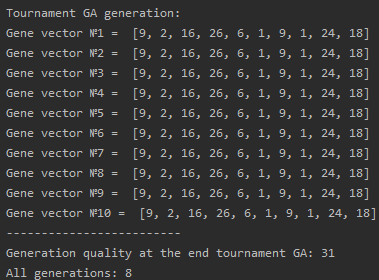 Tournament GA generation:
Gene vector №1 =  [9, 2, 16, 26, 6, 1, 9, 1, 24, 18]
Gene vector №2 =  [9, 2, 16, 26, 6, 1, 9, 1, 24, 18]
Gene vector №3 =  [9, 2, 16, 26, 6, 1, 9, 1, 24, 18]
Gene vector №4 =  [9, 2, 16, 26, 6, 1, 9, 1, 24, 18]
Gene vector №5 =  [9, 2, 16, 26, 6, 1, 9, 1, 24, 18]
Gene vector №6 =  [9, 2, 16, 26, 6, 1, 9, 1, 24, 18]
Gene vector №7 =  [9, 2, 16, 26, 6, 1, 9, 1, 24, 18]
Gene vector №8 =  [9, 2, 16, 26, 6, 1, 9, 1, 24, 18]
Gene vector №9 =  [9, 2, 16, 26, 6, 1, 9, 1, 24, 18]
Gene vector №10 =  [9, 2, 16, 26, 6, 1, 9, 1, 24, 18]
-------------------------
Generation quality at the end tournament GA: 31
All generations: 8